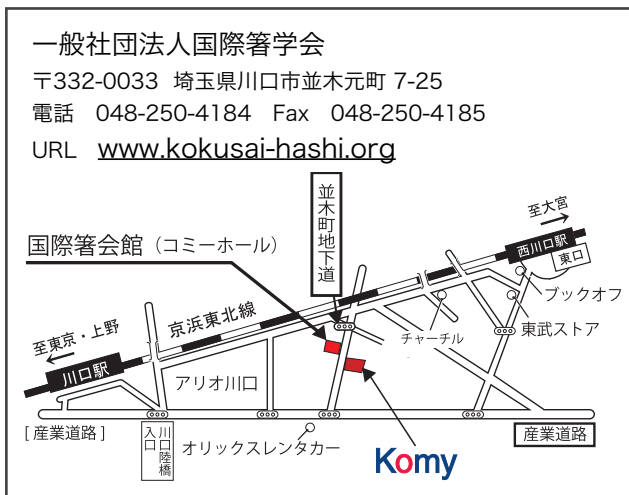 一般社団法人国際箸学会
〒332-0033 埼玉県川口市並木元町 7-25
電話 048-250-4184 Fax 048-250-4185
URL www.kokusai-hashi.org
並木町地下道
至大宮
西川口駅
東口
国際箸会館（コミーホール）
ブックオフ
京浜東北線
チャーチル
東武ストア
至東京・上野
川口駅
アリオ川口
[ 産業道路 ]
川口陸橋
入口
オリックスレンタカー
産業道路
Komy